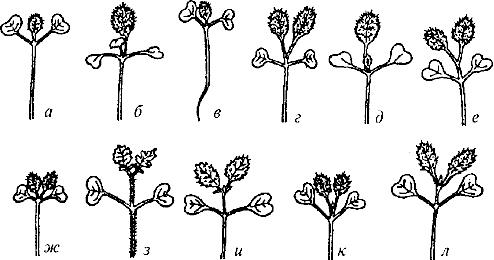 а б в г д е
ж з и к л